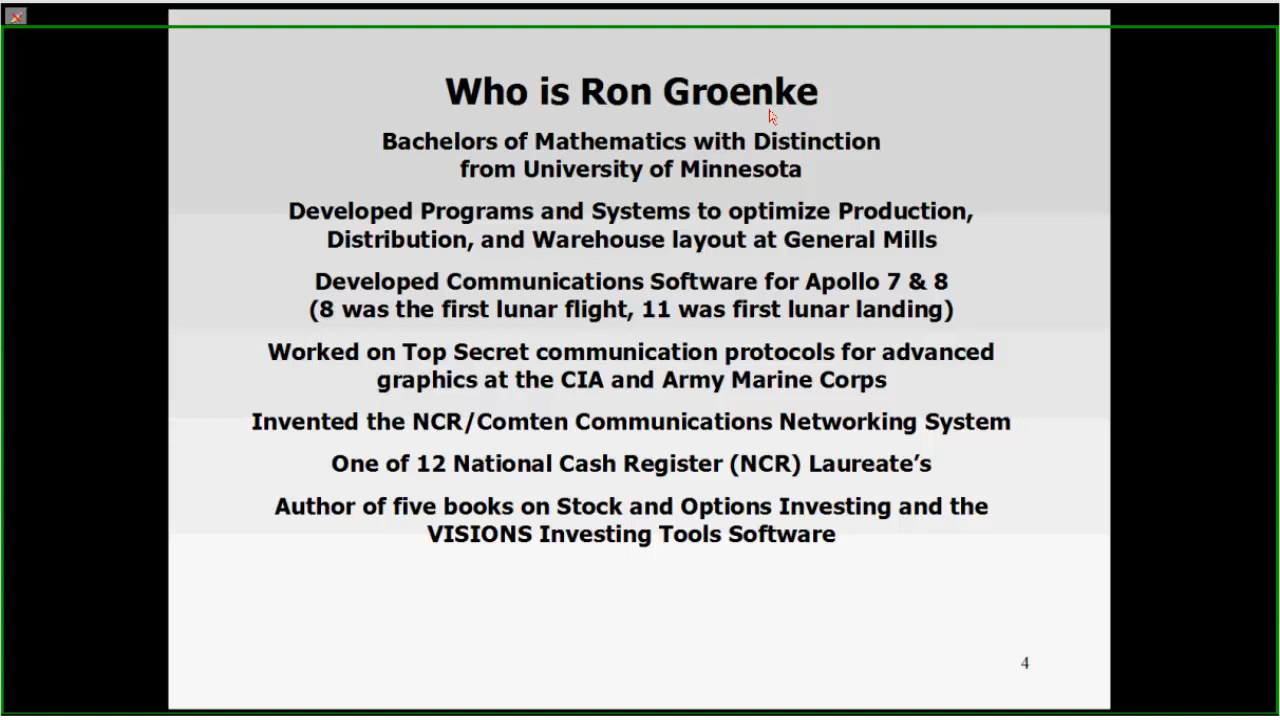 Who is Ron Groenke
Bachelors of Mathematics with Distinction
from University of Minnesota
Developed Programs and Systems to optimize Production,
Distribution, and Warehouse layout at General Mills
Developed Communications Software for Apollo 7 & 8
(8 was the first lunar flight, 11 was first lunar landing)
Worked on Top Secret communication protocols for advanced
graphics at the CIA and Army Marine Corps
Invented the NCR/Comten Communications Networking System
One of 12 National Cash Register (NCR) Laureate’s
Author of five books on Stock and Options Investing and the
VISIONS Investing Tools Software
4